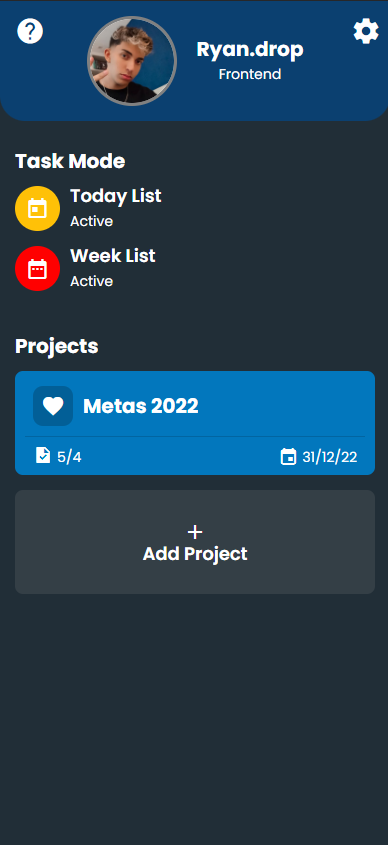 Ryan.drop
Frontend
Task Mode
Today List
Active
Week List
Active
Projects
Metas 2022
5/4
31/12/22
+
Add Project